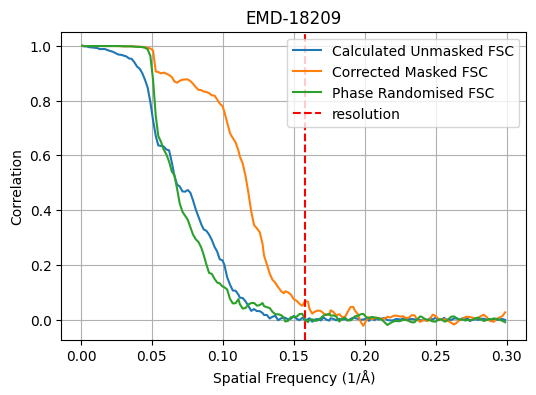 EMD-18209
1.0
0.8
0.6
0.4
0.2
0.0
Correlation
Calculated Unmasked FSC
Corrected Masked FSC
Phase Randomised FSC
resolution
0.00 0.05 0.10 0.15 0.20 0.25 0.30
Spatial Frequency (1/Å)